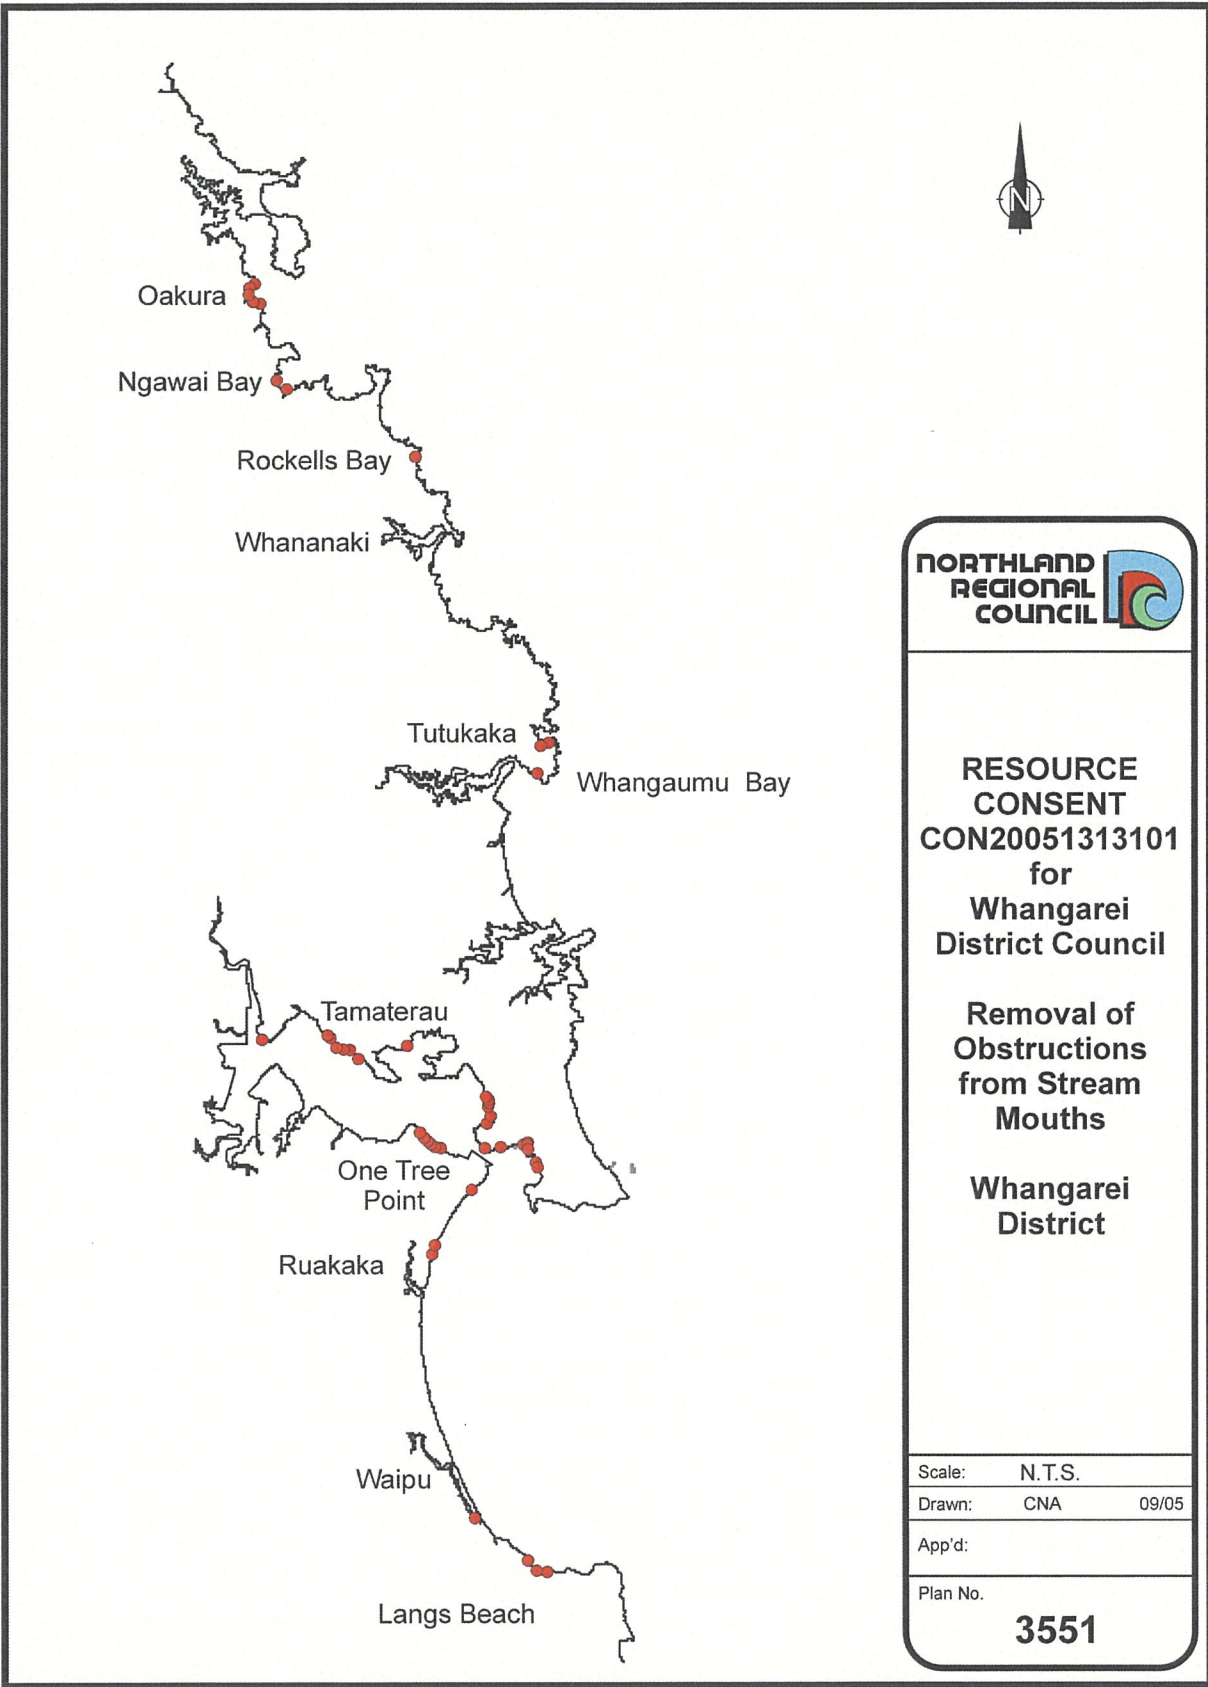 N
Oakura
Ngawai Bay
Rockells Bay
Whananaki
Tutukaka
Whangaumu Bay
Tamaterau
One Tree
Point
Ruakaka
Waipu
Langs Beach
NORTHLAND
REGIONAL
COUNCIL
RESOURCE
CONSENT
CON20051313101
for
Whangarei
District Council
Removal of
Obstructions
from Stream
Mouths
Whangarei
District
Scale: N.T.S.
Drawn: CNA 09/05
App'd:
Plan No.
3551